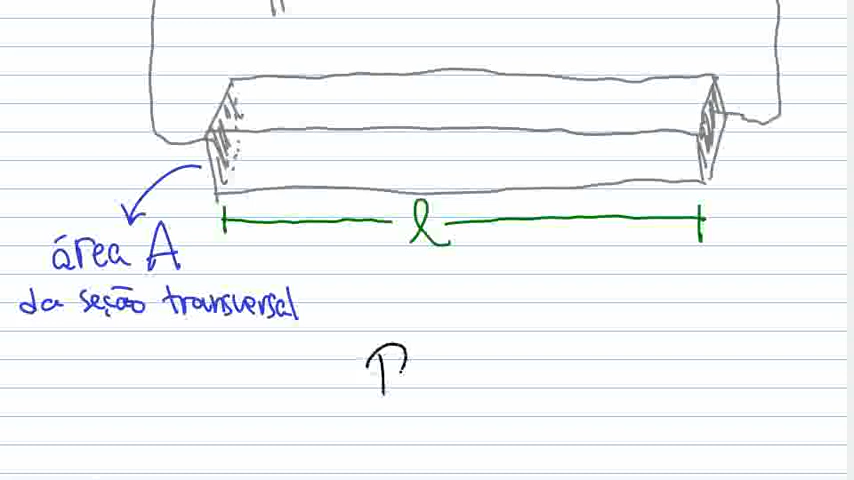 ℓ
área A
da seção transversal